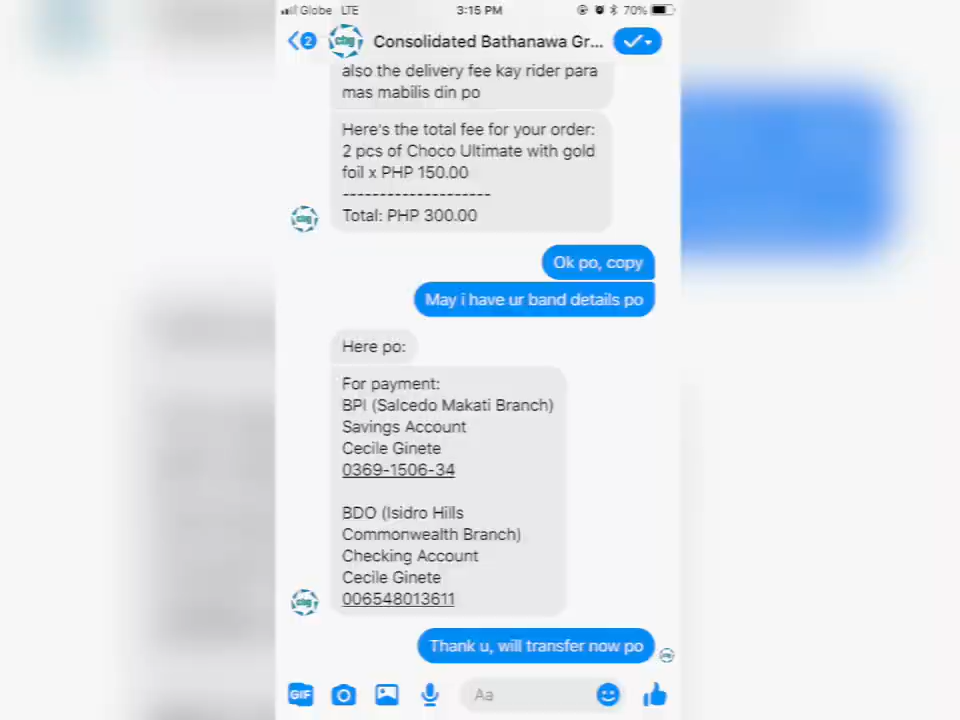 Globe LTE 3:15 PM 70%
2 cbg Consolidated Bathanawa Gr...
also the delivery fee kay rider para
mas mabilis din po
Here's the total fee for your order:
2 pcs of Choco Ultimate with gold
foil x PHP 150.00
--------------------
Total: PHP 300.00
cbg
Ok po, copy
May i have ur band details po
Here po:
For payment:
BPI (Salcedo Makati Branch)
Savings Account
Cecile Ginete
0369-1506-34
BDO (Isidro Hills
Commonwealth Branch)
Checking Account
Cecile Ginete
006548013611
cbg
Thank u, will transfer now po
cbg
GIF Aa